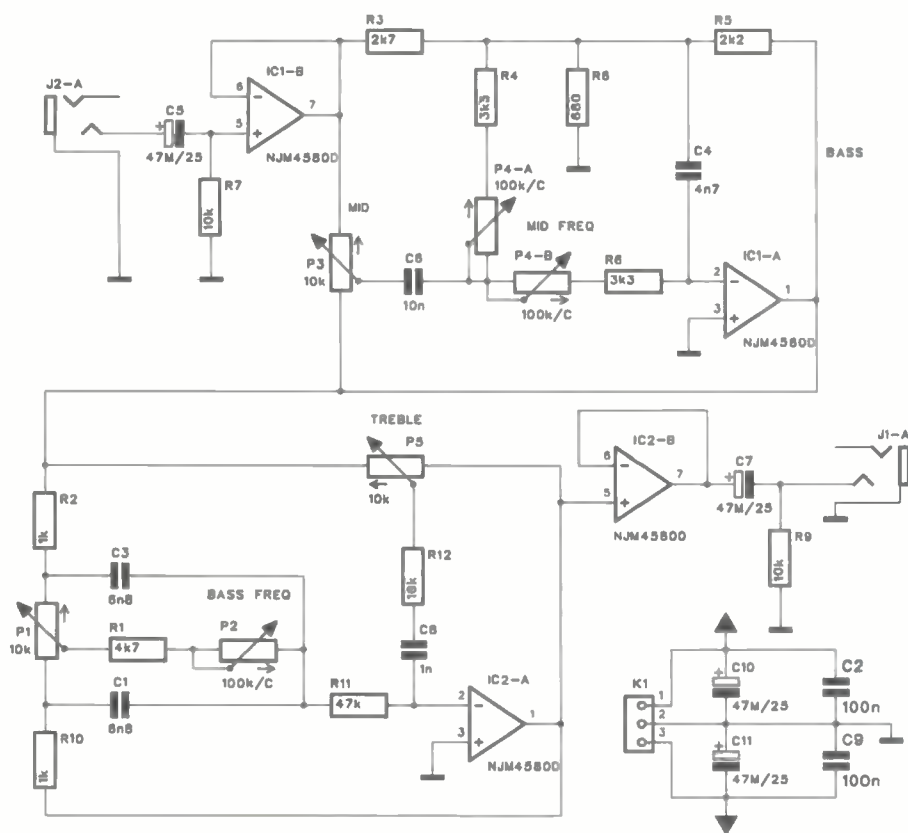 R3
2k7
R5
2k2
J2-A
C5
47M/25
R7
10k
IC1-B
6
5
7
NJM4580D
R4
3k3
R6
680
C4
4n7
BASS
P4-A
100k/C
MID
MID FREQ
P3
10k
C6
10n
P4-B
100k/C
R6
3k3
IC1-A
2
3
1
NJM4580D
TREBLE
P5
10k
IC2-B
6
5
7
NJM4580D
C7
47M/25
J1-A
R9
10k
R2
1k
C3
6n8
BASS FREQ
P1
10k
R1
4k7
P2
100k/C
R12
C6
1n
C1
6n8
R11
47k
IC2-A
2
3
1
NJM4580D
R10
1k
K1
1
2
3
C10
47M/25
C2
100n
C11
47M/25
C9
100n